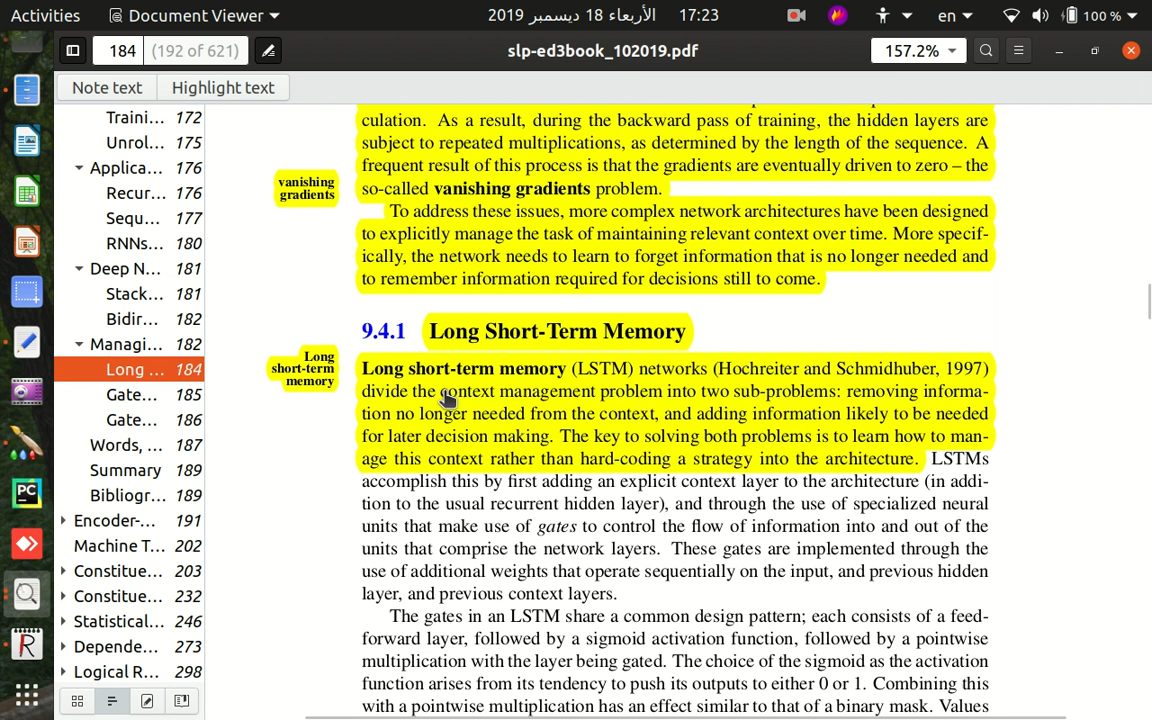 Activities
Document Viewer
الأربعاء 18 ديسمبر 2019
17:23
en
100 %
184
(192 of 621)
slp-ed3book_102019.pdf
157.2%
Note text
Highlight text
Traini… 172
Unrol… 175
Applica… 176
Recur… 176
Sequ… 177
RNNs… 180
Deep N… 181
Stack… 181
Bidir… 182
Managi… 182
Long … 184
Gate… 185
Gate… 186
Words, … 187
Summary 189
Bibliogr… 189
Encoder-… 191
Machine T… 202
Constitue… 203
Constitue… 232
Statistical… 246
Depende… 273
Logical R… 298
PC
R
culation. As a result, during the backward pass of training, the hidden layers are
subject to repeated multiplications, as determined by the length of the sequence. A
frequent result of this process is that the gradients are eventually driven to zero – the
so-called vanishing gradients problem.
vanishing
gradients
To address these issues, more complex network architectures have been designed
to explicitly manage the task of maintaining relevant context over time. More specif-
ically, the network needs to learn to forget information that is no longer needed and
to remember information required for decisions still to come.
9.4.1 Long Short-Term Memory
Long
short-term
memory
Long short-term memory (LSTM) networks (Hochreiter and Schmidhuber, 1997)
divide the context management problem into two sub-problems: removing informa-
tion no longer needed from the context, and adding information likely to be needed
for later decision making. The key to solving both problems is to learn how to man-
age this context rather than hard-coding a strategy into the architecture. LSTMs
accomplish this by first adding an explicit context layer to the architecture (in addi-
tion to the usual recurrent hidden layer), and through the use of specialized neural
units that make use of gates to control the flow of information into and out of the
units that comprise the network layers. These gates are implemented through the
use of additional weights that operate sequentially on the input, and previous hidden
layer, and previous context layers.
The gates in an LSTM share a common design pattern; each consists of a feed-
forward layer, followed by a sigmoid activation function, followed by a pointwise
multiplication with the layer being gated. The choice of the sigmoid as the activation
function arises from its tendency to push its outputs to either 0 or 1. Combining this
with a pointwise multiplication has an effect similar to that of a binary mask. Values